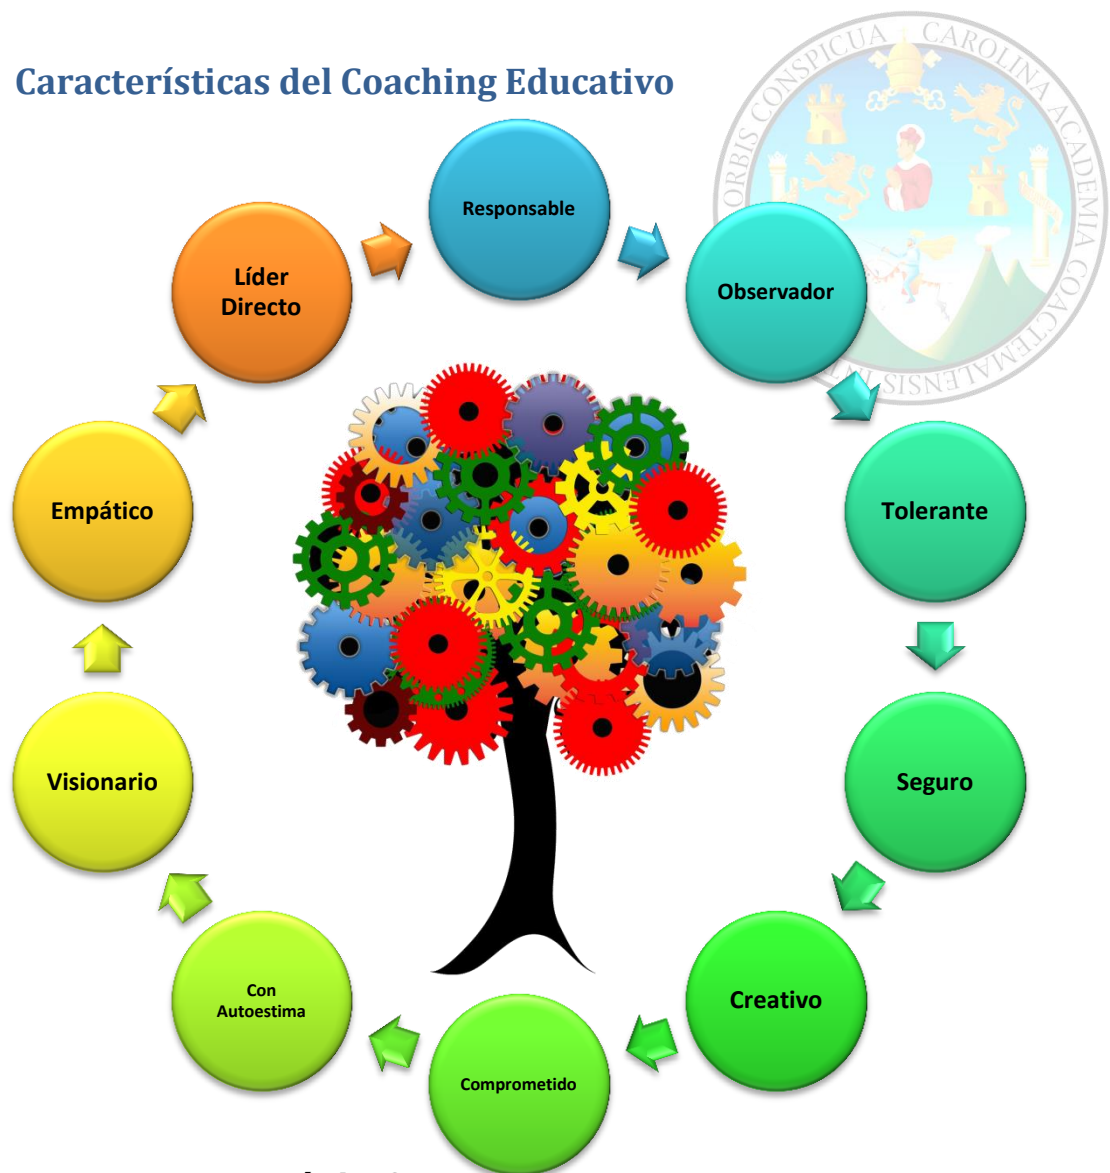 Características del Coaching Educativo
Responsable
Observador
Tolerante
Seguro
Creativo
Comprometido
Con
Autoestima
Visionario
Empático
Líder
Directo
CONSPICUA CAROLINA ACADEMIA COACTEMALENSIS INTER
ORBIS